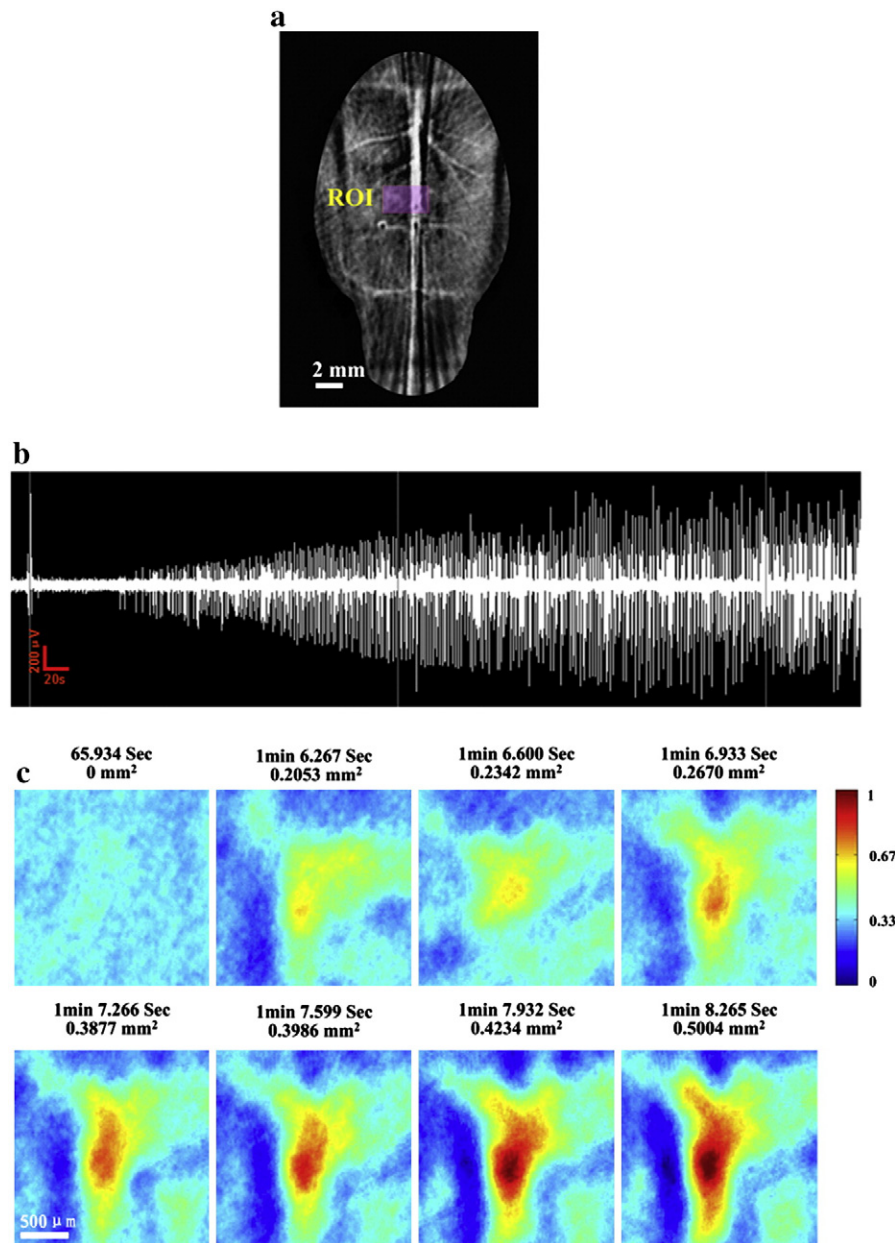 a
ROI
2 mm
b
200 μV
20s
c
65.934 Sec
0 mm²
1min 6.267 Sec
0.2053 mm²
1min 6.600 Sec
0.2342 mm²
1min 6.933 Sec
0.2670 mm²
1
0.67
0.33
0
1min 7.266 Sec
0.3877 mm²
1min 7.599 Sec
0.3986 mm²
1min 7.932 Sec
0.4234 mm²
1min 8.265 Sec
0.5004 mm²
500 μm